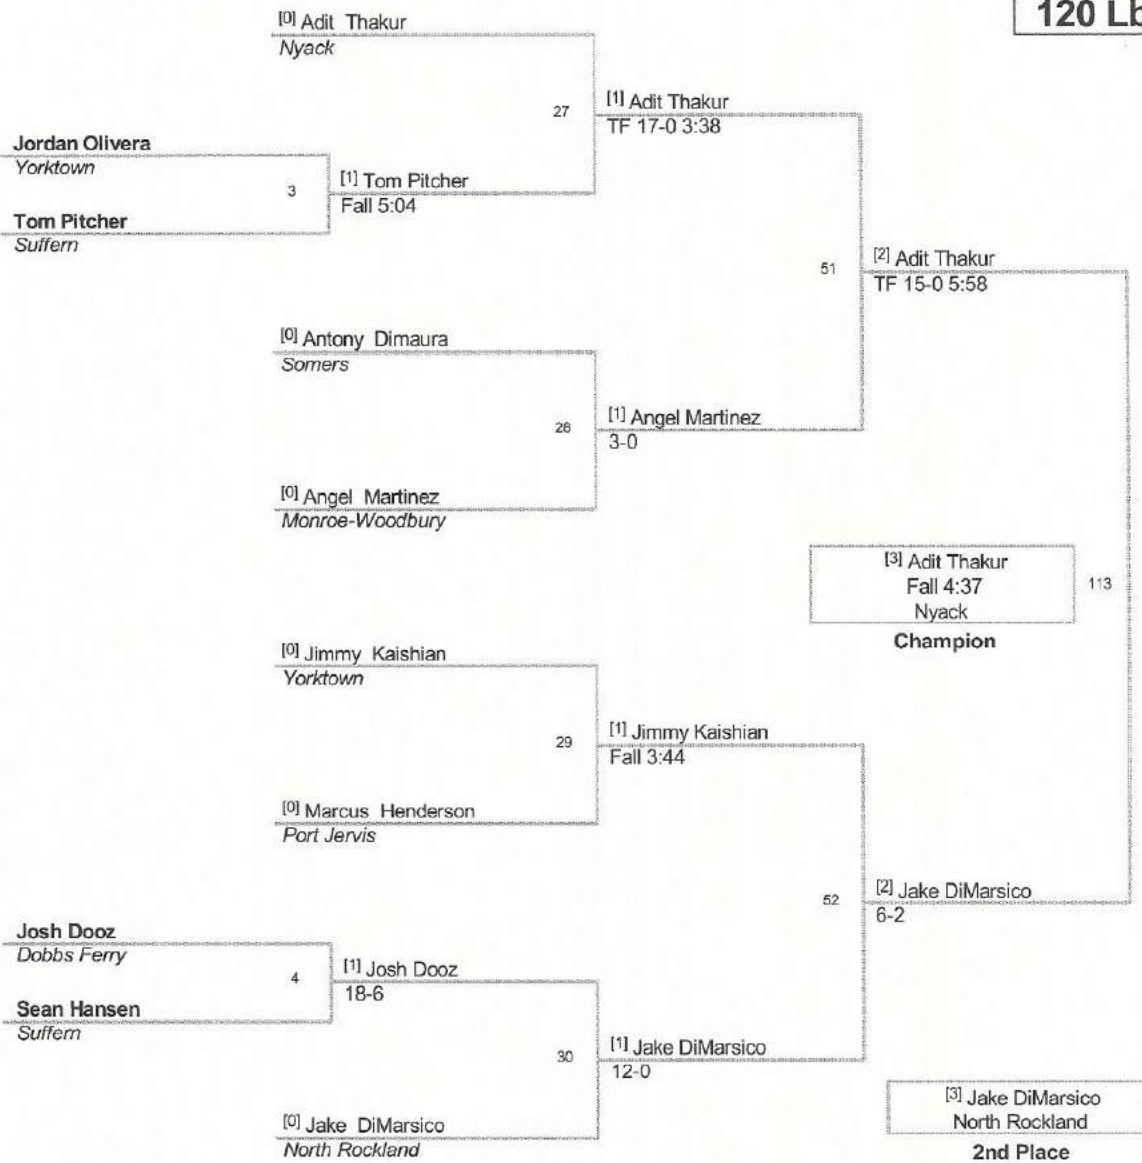 120 Lb
[0] Adit Thakur
Nyack
27
[1] Adit Thakur
TF 17-0 3:38
Jordan Olivera
Yorktown
3
[1] Tom Pitcher
Fall 5:04
Tom Pitcher
Suffern
51
[2] Adit Thakur
TF 15-0 5:58
[0] Antony Dimaura
Somers
28
[1] Angel Martinez
3-0
[0] Angel Martinez
Monroe-Woodbury
[3] Adit Thakur
Fall 4:37
Nyack
113
Champion
[0] Jimmy Kaishian
Yorktown
29
[1] Jimmy Kaishian
Fall 3:44
[0] Marcus Henderson
Port Jervis
52
[2] Jake DiMarsico
6-2
Josh Dooz
Dobbs Ferry
4
[1] Josh Dooz
18-6
Sean Hansen
Suffern
30
[1] Jake DiMarsico
12-0
[0] Jake DiMarsico
North Rockland
[3] Jake DiMarsico
North Rockland
2nd Place